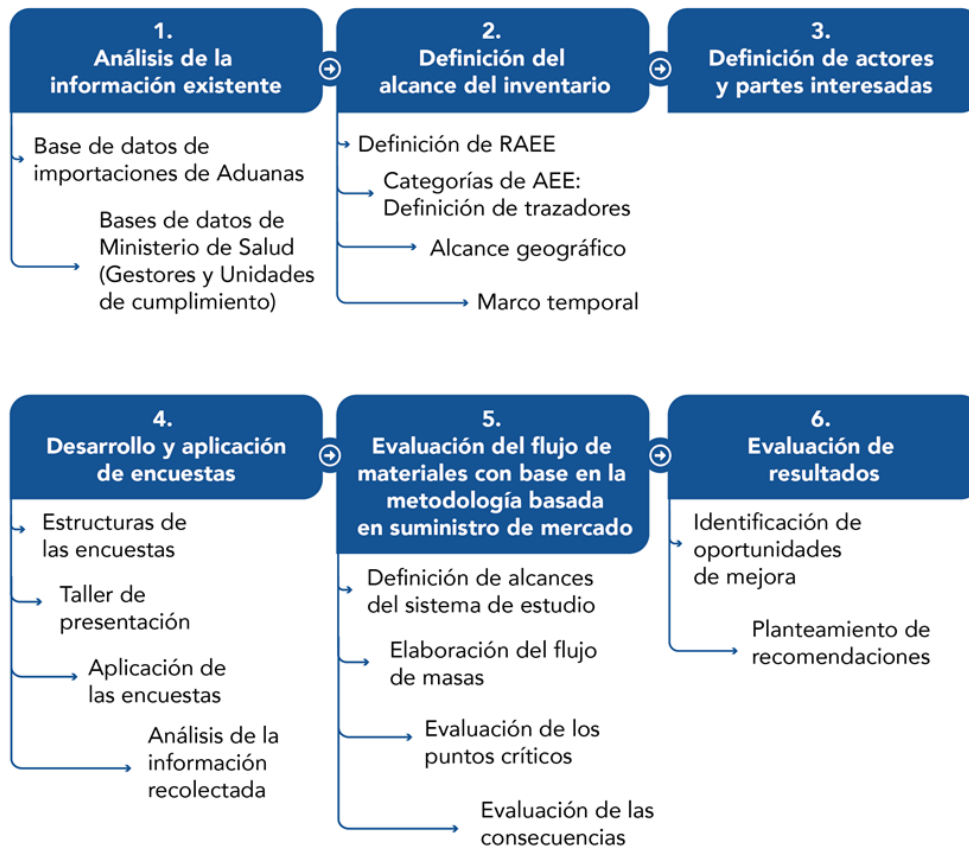 1.
Análisis de la
información existente
Base de datos de
importaciones de Aduanas
Bases de datos de
Ministerio de Salud
(Gestores y Unidades
de cumplimiento)
2.
Definición del
alcance del inventario
Definición de RAEE
Categorías de AEE:
Definición de trazadores
Alcance geográfico
Marco temporal
3.
Definición de actores
y partes interesadas
4.
Desarrollo y aplicación
de encuestas
Estructuras de
las encuestas
Taller de
presentación
Aplicación de
las encuestas
Análisis de la
información
recolectada
5.
Evaluación del flujo de
materiales con base en la
metodología basada
en suministro de mercado
Definición de alcances
del sistema de estudio
Elaboración del flujo
de masas
Evaluación de los
puntos críticos
Evaluación de las
consecuencias
6.
Evaluación de
resultados
Identificación de
oportunidades
de mejora
Planteamiento de
recomendaciones